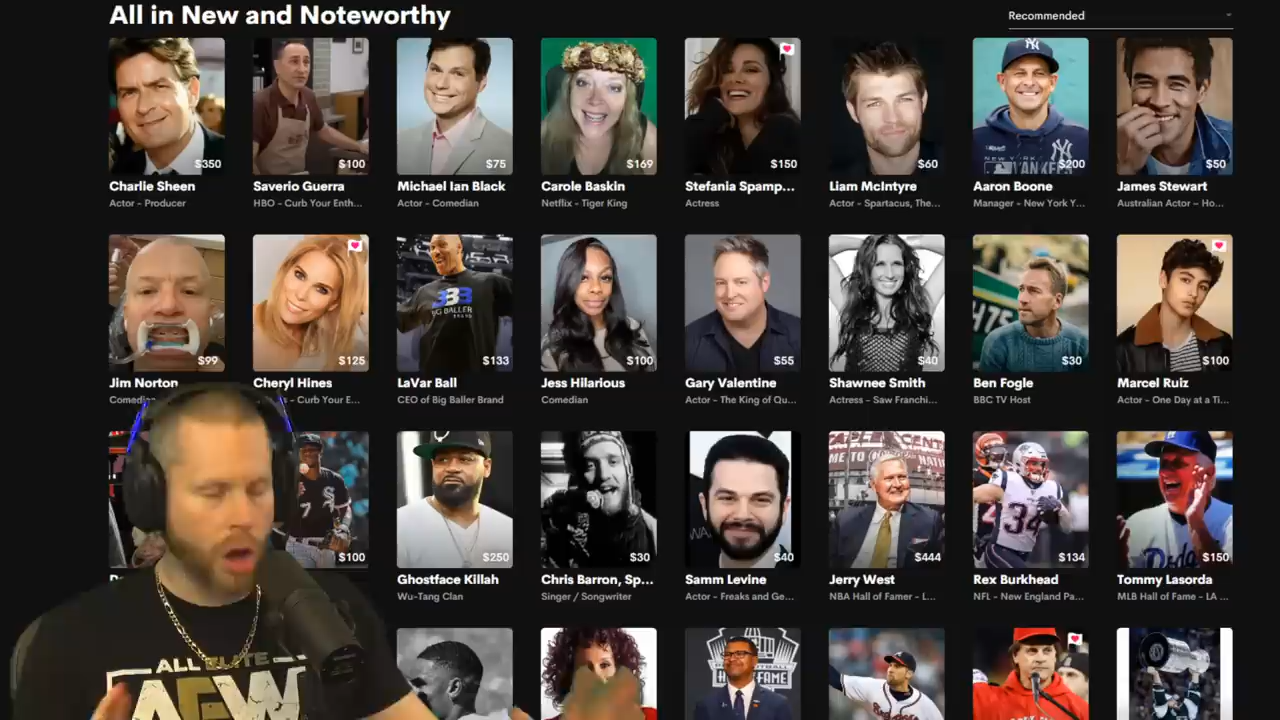 All in New and Noteworthy
Recommended
$350
$100
$75
$169
$150
$60
$200
$50
Charlie Sheen
Saverio Guerra
Michael Ian Black
Carole Baskin
Stefania Spamp...
Liam McIntyre
Aaron Boone
James Stewart
Actor - Producer
HBO - Curb Your Enth...
Actor - Comedian
Netflix - Tiger King
Actress
Actor - Spartacus, The...
Manager - New York Y...
Australian Actor – Ho...
$99
$125
$133
$100
$55
$40
$30
$100
Jim Norton
Cheryl Hines
LaVar Ball
Jess Hilarious
Gary Valentine
Shawnee Smith
Ben Fogle
Marcel Ruiz
- Curb Your E...
CEO of Big Baller Brand
Comedian
Actor - The King of Qu...
Actress - Saw Franchi...
BBC TV Host
Actor - One Day at a Ti...
$100
$250
$30
$40
$444
$134
$150
Ghostface Killah
Chris Barron, Sp...
Samm Levine
Jerry West
Rex Burkhead
Tommy Lasorda
Wu-Tang Clan
Singer / Songwriter
Actor - Freaks and Ge...
NBA Hall of Famer - L...
NFL - New England Pa...
MLB Hall of Fame - LA ...
ALL ELITE
AEW